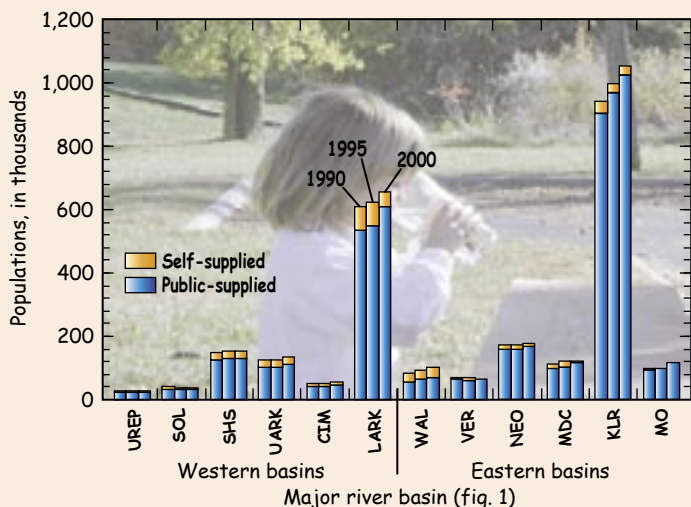 Populations, in thousands
1,200
1,000
800
600
400
200
0
1990
1995
2000
Self-supplied
Public-supplied
UREP
SOL
SHS
UARK
CIM
LARK
WAL
VER
NEO
MDC
KLR
MO
Western basins
Eastern basins
Major river basin (fig. 1)